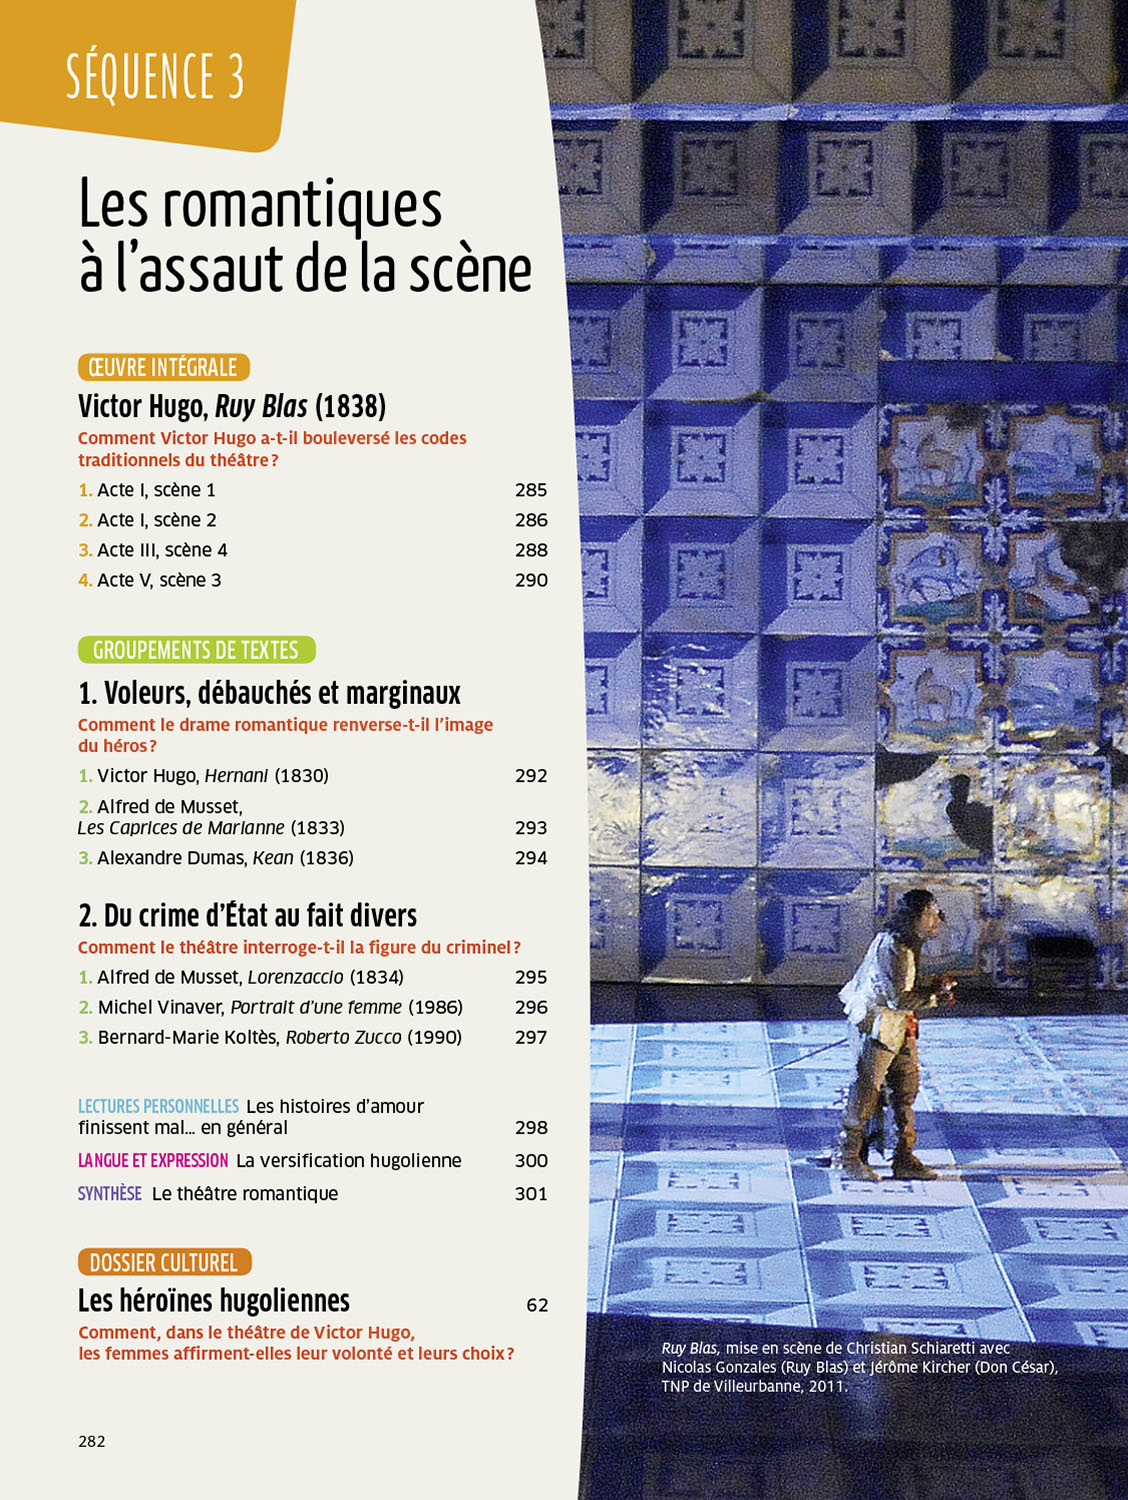 SÉQUENCE 3
Les romantiques
à l’assaut de la scène
ŒUVRE INTÉGRALE
Victor Hugo, Ruy Blas (1838)
Comment Victor Hugo a-t-il bouleversé les codes
traditionnels du théâtre ?
1. Acte I, scène 1 285
2. Acte I, scène 2 286
3. Acte III, scène 4 288
4. Acte V, scène 3 290
GROUPEMENTS DE TEXTES
1. Voleurs, débauchés et marginaux
Comment le drame romantique renverse-t-il l’image
du héros ?
1. Victor Hugo, Hernani (1830) 292
2. Alfred de Musset,
Les Caprices de Marianne (1833) 293
3. Alexandre Dumas, Kean (1836) 294
2. Du crime d’État au fait divers
Comment le théâtre interroge-t-il la figure du criminel ?
1. Alfred de Musset, Lorenzaccio (1834) 295
2. Michel Vinaver, Portrait d’une femme (1986) 296
3. Bernard-Marie Koltès, Roberto Zucco (1990) 297
LECTURES PERSONNELLES Les histoires d’amour
finissent mal... en général 298
LANGUE ET EXPRESSION La versification hugolienne 300
SYNTHÈSE Le théâtre romantique 301
DOSSIER CULTUREL
Les héroïnes hugoliennes 62
Comment, dans le théâtre de Victor Hugo,
les femmes affirment-elles leur volonté et leurs choix ?
Ruy Blas, mise en scène de Christian Schiaretti avec
Nicolas Gonzales (Ruy Blas) et Jérôme Kircher (Don César),
TNP de Villeurbanne, 2011.
282